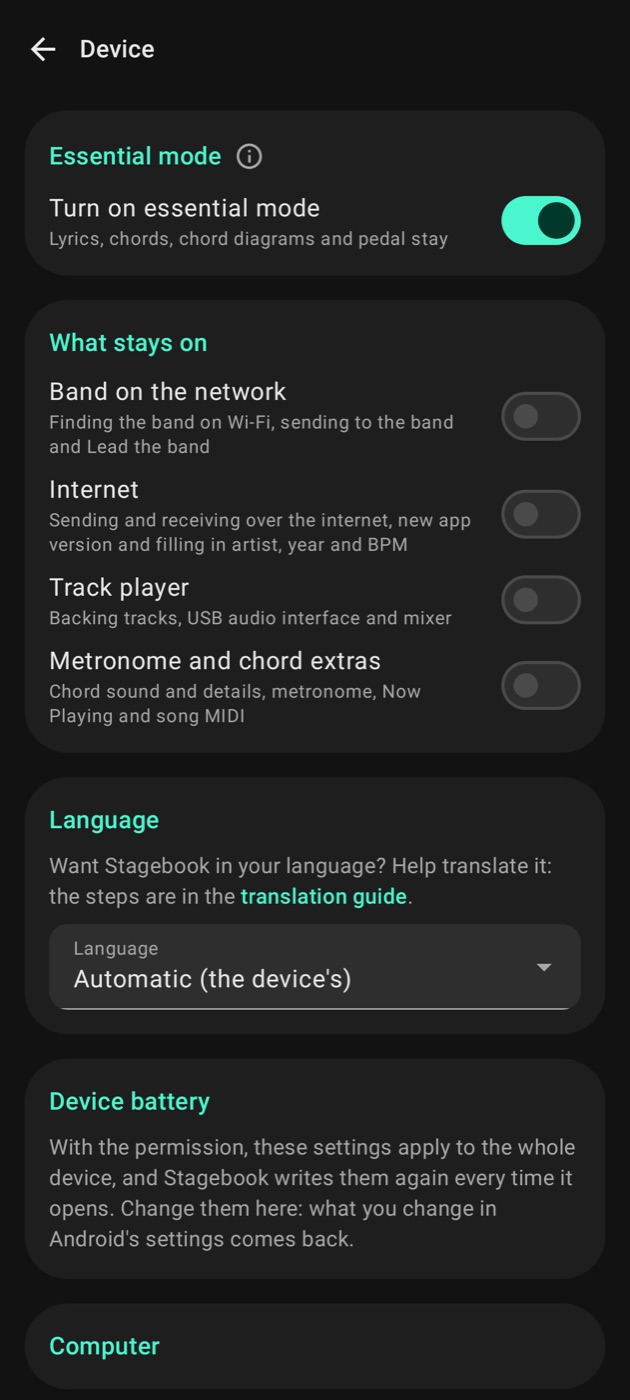 Device
Essential mode
Turn on essential mode
Lyrics, chords, chord diagrams and pedal stay
What stays on
Band on the network
Finding the band on Wi-Fi, sending to the band
and Lead the band
Internet
Sending and receiving over the internet, new app
version and filling in artist, year and BPM
Track player
Backing tracks, USB audio interface and mixer
Metronome and chord extras
Chord sound and details, metronome, Now
Playing and song MIDI
Language
Want Stagebook in your language? Help translate it:
the steps are in the translation guide.
Language
Automatic (the device's)
Device battery
With the permission, these settings apply to the whole
device, and Stagebook writes them again every time it
opens. Change them here: what you change in
Android's settings comes back.
Computer